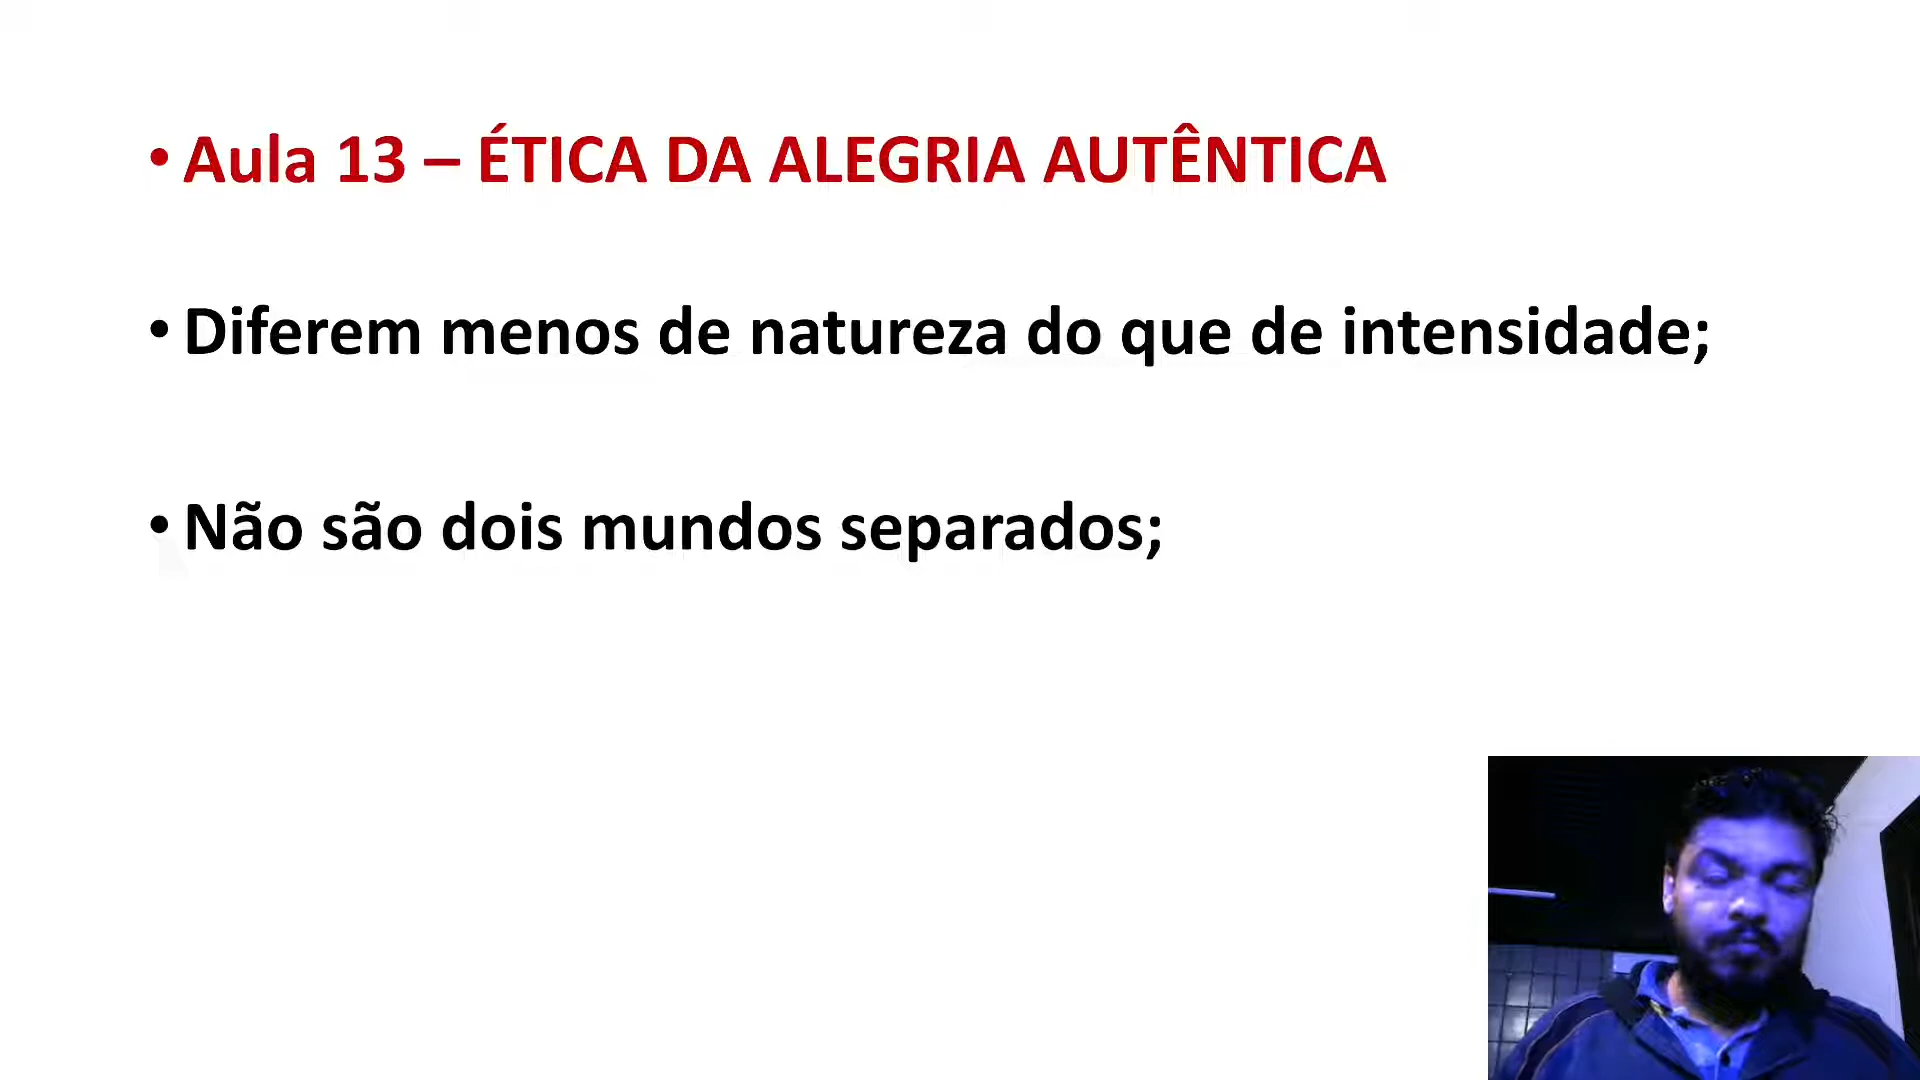 • Aula 13 – ÉTICA DA ALEGRIA AUTÊNTICA
• Diferem menos de natureza do que de intensidade;
• Não são dois mundos separados;